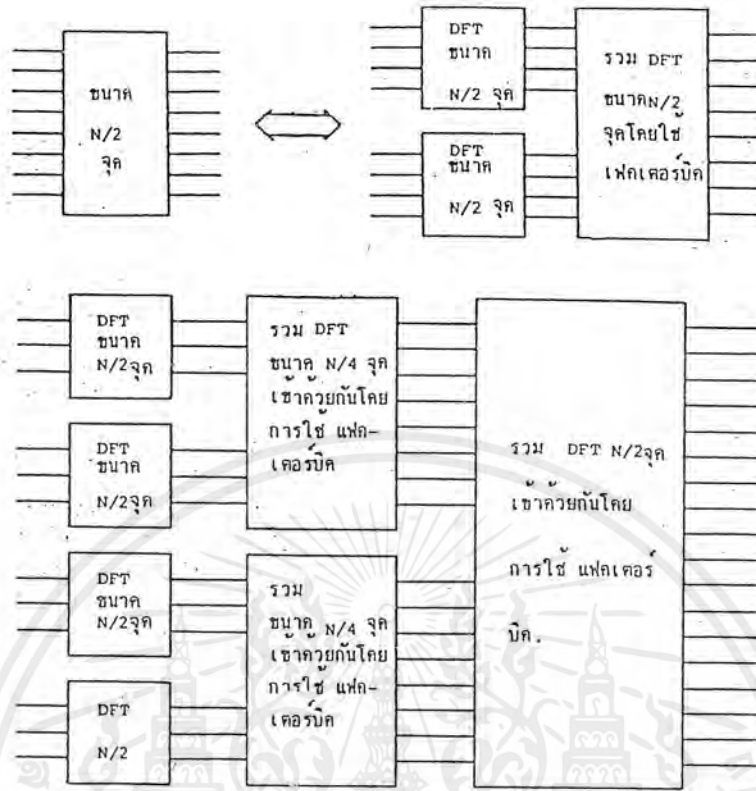 ขนาด
N/2
จุด
DFT
ขนาด
N/2 จุด
DFT
ขนาด
N/2 จุด
รวม DFT
ขนาดN/2
จุดโดยใช้
เฟคเตอร์บิด
DFT
ขนาด
N/2จุด
DFT
ขนาด
N/2จุด
DFT
ขนาด
N/2จุด
DFT
N/2
รวม DFT
ขนาด N/4 จุด
เข้าด้วยกันโดย
การใช้ แฟค-
เตอร์บิด
รวม
ขนาด N/4 จุด
เข้าด้วยกันโดย
การใช้ แฟค-
เตอร์บิด
รวม DFT N/2จุด
เข้าด้วยกันโดย
การใช้ แฟคเตอร์
บิด.